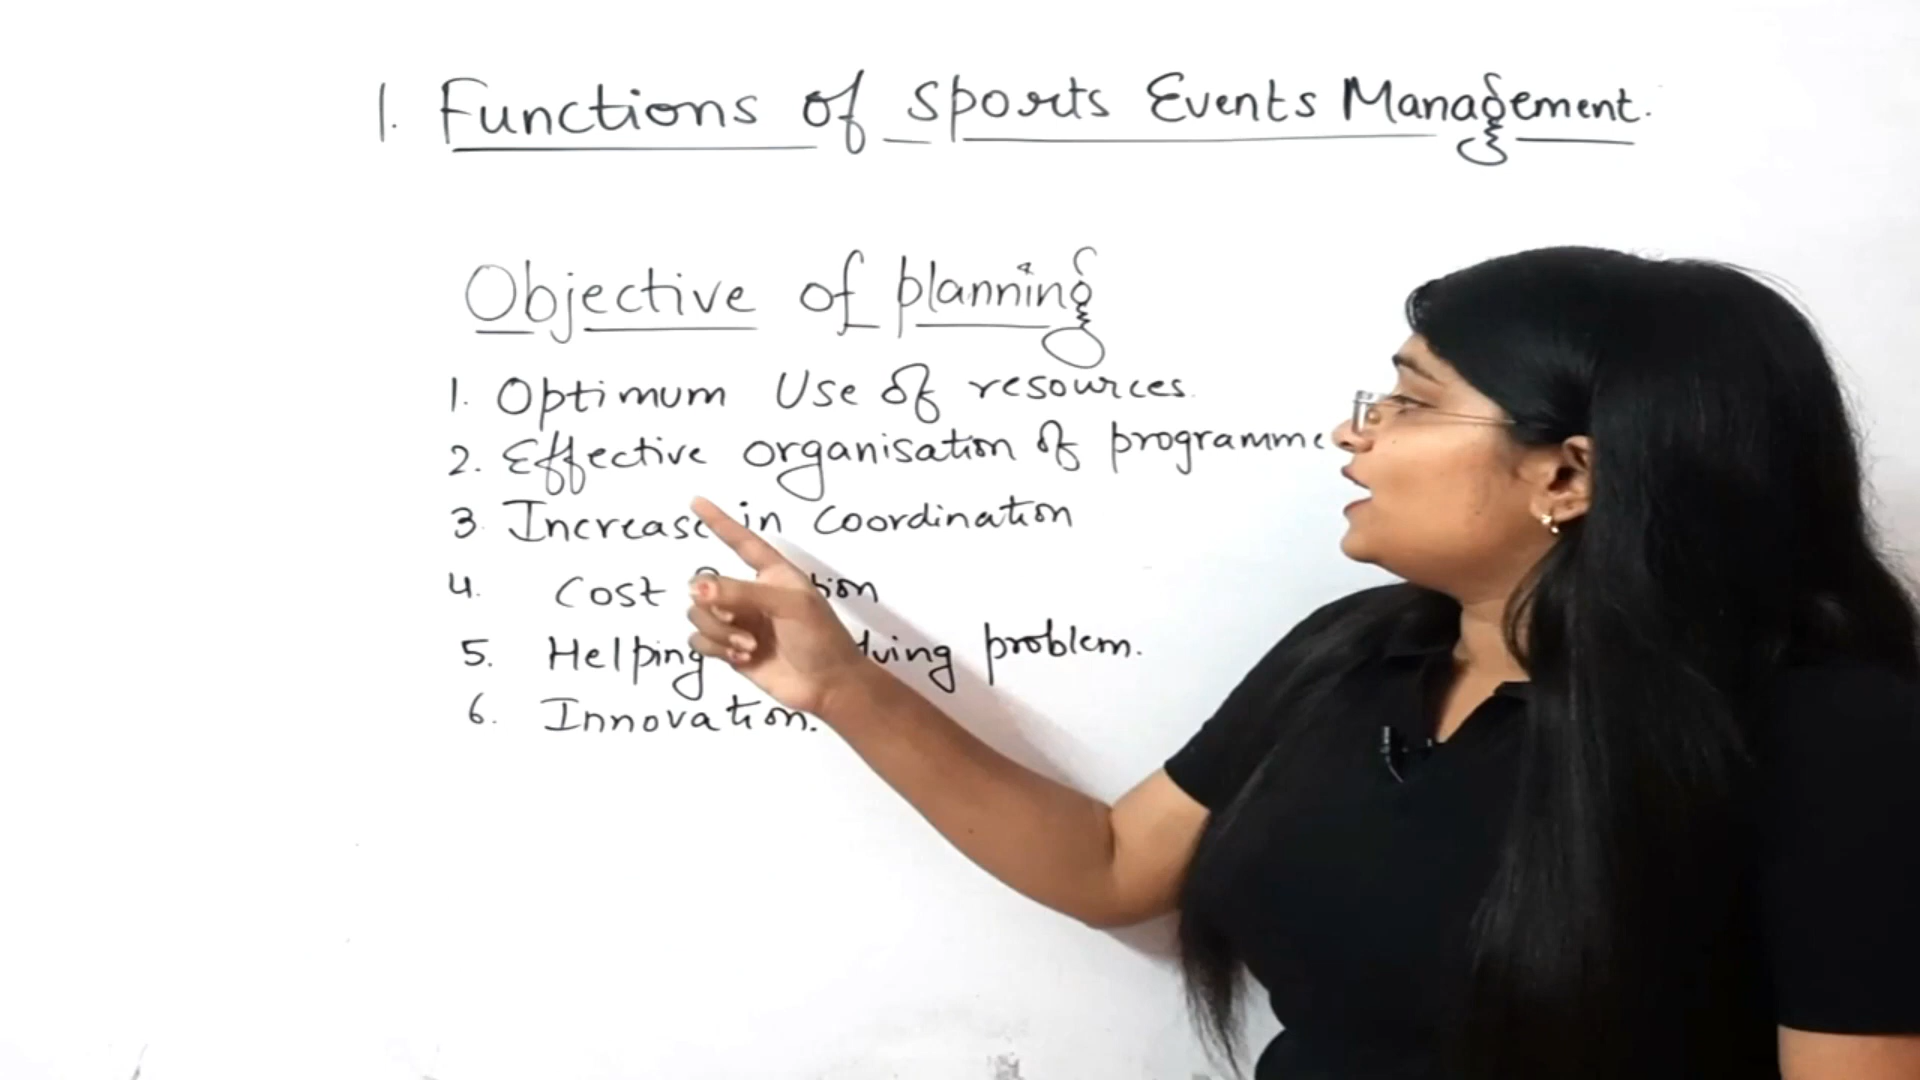 1. Functions of Sports Events Management.
Objective of planning
1. Optimum Use of resources.
2. Effective organisation of programme
3. Increase in Coordination
4. Cost
5. Helping problem.
6. Innovation.